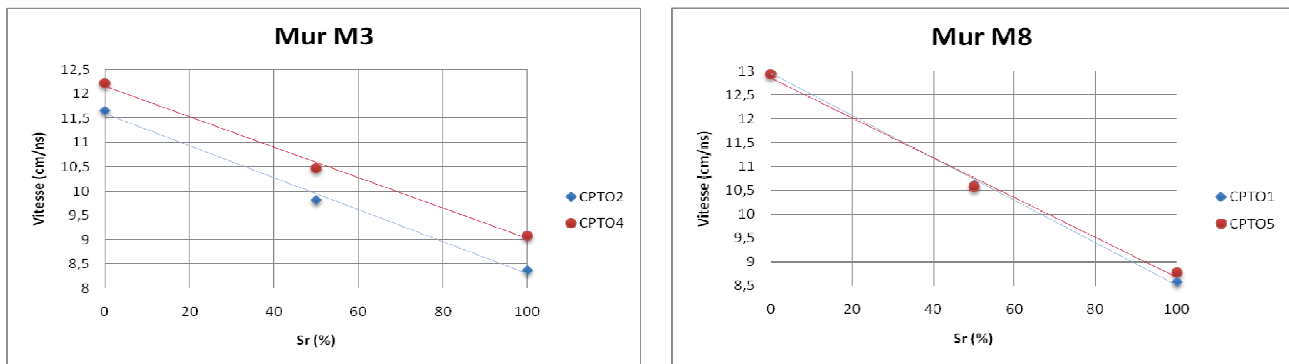 Mur M3
12,5
12
11,5
11
10,5
10
9,5
9
8,5
8
Vitesse (cm/ns)
0 20 40 60 80 100
Sr (%)
CPTO2
CPTO4
Mur M8
13
12,5
12
11,5
11
10,5
10
9,5
9
8,5
Vitesse (cm/ns)
0 20 40 60 80 100
Sr (%)
CPTO1
CPTO5